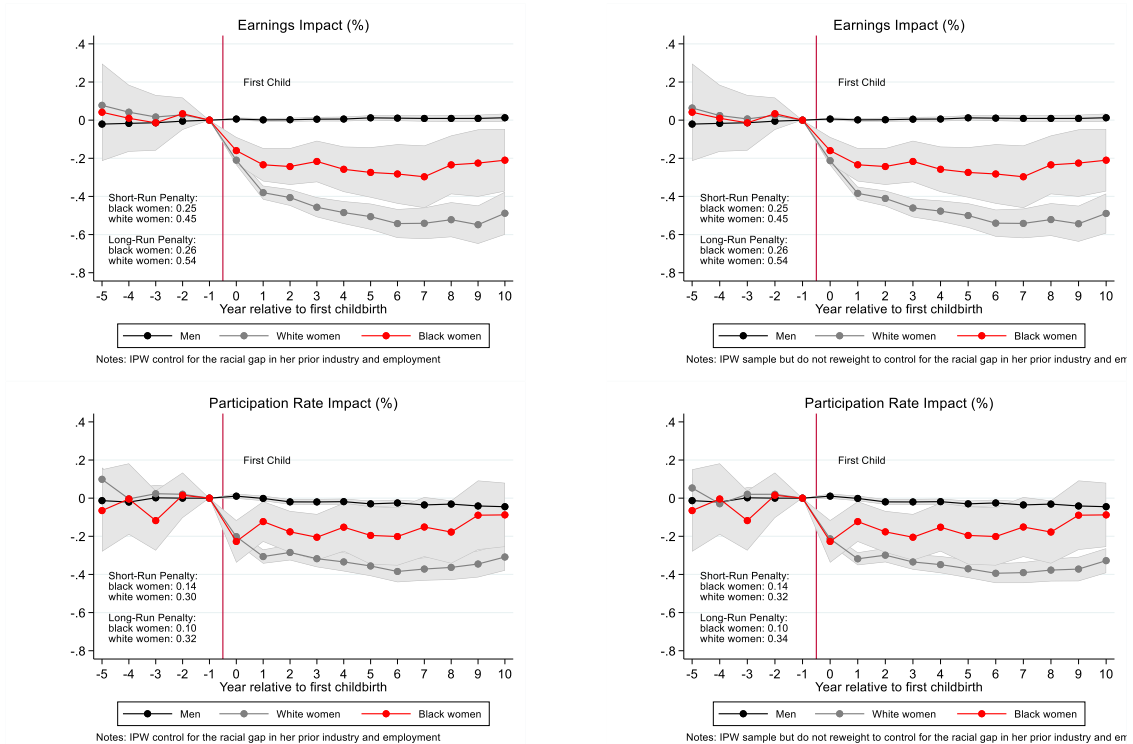 Earnings Impact (%)
.4
.2
0
-.2
-.4
-.6
-.8
First Child
Short-Run Penalty:
black women: 0.25
white women: 0.45
Long-Run Penalty:
black women: 0.26
white women: 0.54
-5 -4 -3 -2 -1 0 1 2 3 4 5 6 7 8 9 10
Year relative to first childbirth
Men White women Black women
Notes: IPW control for the racial gap in her prior industry and employment
Earnings Impact (%)
.4
.2
0
-.2
-.4
-.6
-.8
First Child
Short-Run Penalty:
black women: 0.25
white women: 0.45
Long-Run Penalty:
black women: 0.26
white women: 0.54
-5 -4 -3 -2 -1 0 1 2 3 4 5 6 7 8 9 10
Year relative to first childbirth
Men White women Black women
Notes: IPW sample but do not reweight to control for the racial gap in her prior industry and em
Participation Rate Impact (%)
.4
.2
0
-.2
-.4
-.6
-.8
First Child
Short-Run Penalty:
black women: 0.14
white women: 0.30
Long-Run Penalty:
black women: 0.10
white women: 0.32
-5 -4 -3 -2 -1 0 1 2 3 4 5 6 7 8 9 10
Year relative to first childbirth
Men White women Black women
Notes: IPW control for the racial gap in her prior industry and employment
Participation Rate Impact (%)
.4
.2
0
-.2
-.4
-.6
-.8
First Child
Short-Run Penalty:
black women: 0.14
white women: 0.32
Long-Run Penalty:
black women: 0.10
white women: 0.34
-5 -4 -3 -2 -1 0 1 2 3 4 5 6 7 8 9 10
Year relative to first childbirth
Men White women Black women
Notes: IPW sample but do not reweight to control for the racial gap in her prior industry and em